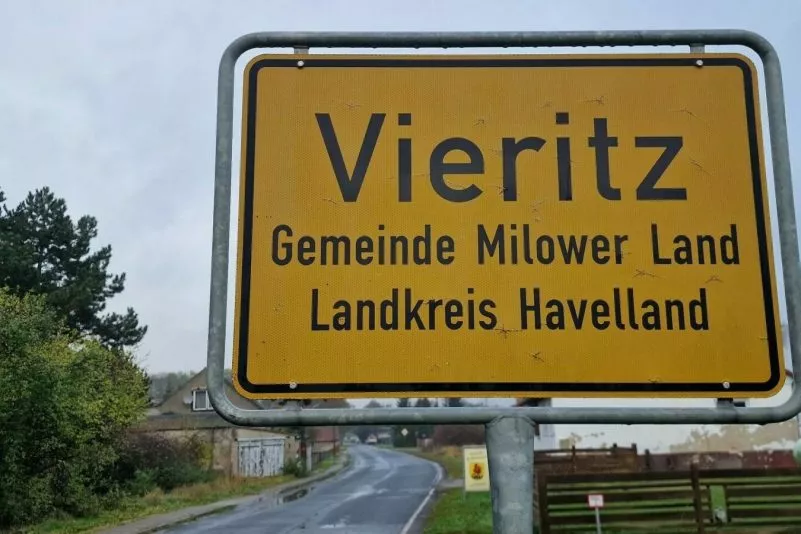 Vieritz
Gemeinde Milower Land
Landkreis Havelland